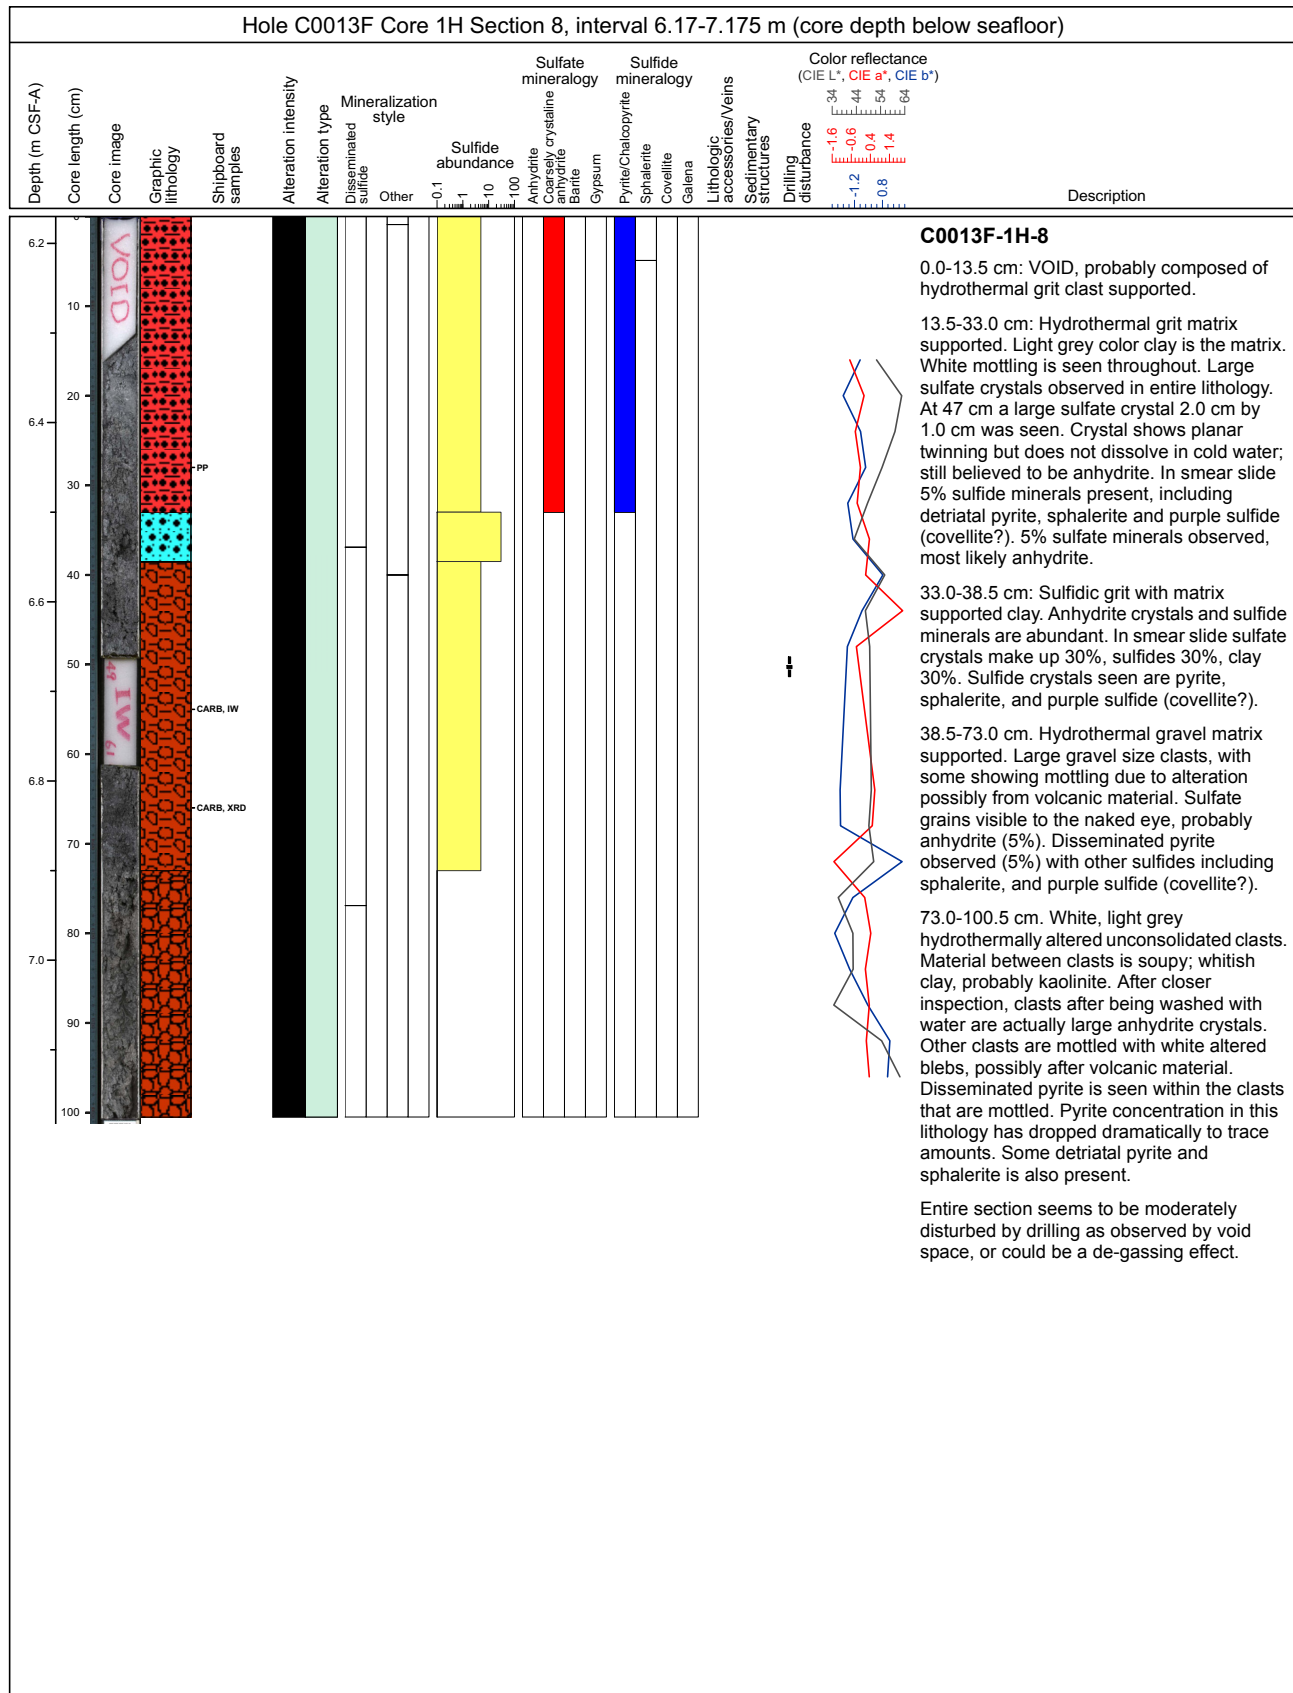 Hole C0013F Core 1H Section 8, interval 6.17-7.175 m (core depth below seafloor)
Depth (m CSF-A)
Core length (cm)
Core image
Graphic
lithology
Shipboard
samples
Alteration intensity
Alteration type
Mineralization
style
Disseminated
sulfide
Other
Sulfide
abundance
0.1
1
10
100
Sulfate
mineralogy
Anhydrite
Coarsely crystaline
anhydrite
Barite
Gypsum
Sulfide
mineralogy
Pyrite/Chalcopyrite
Sphalerite
Covellite
Galena
Lithologic
accessories/Veins
Sedimentary
structures
Drilling
disturbance
Color reflectance
(CIE L*, CIE a*, CIE b*)
34 44 54 64
-1.6 -0.6 0.4 1.4
-1.2 0.8
Description
0
6.2
10
20
6.4
30
40
6.6
50
60
6.8
70
80
7.0
90
100
VOID
49 IW 61
PP
CARB, IW
CARB, XRD
C0013F-1H-8
0.0-13.5 cm: VOID, probably composed of
hydrothermal grit clast supported.
13.5-33.0 cm: Hydrothermal grit matrix
supported. Light grey color clay is the matrix.
White mottling is seen throughout. Large
sulfate crystals observed in entire lithology.
At 47 cm a large sulfate crystal 2.0 cm by
1.0 cm was seen. Crystal shows planar
twinning but does not dissolve in cold water;
still believed to be anhydrite. In smear slide
5% sulfide minerals present, including
detriatal pyrite, sphalerite and purple sulfide
(covellite?). 5% sulfate minerals observed,
most likely anhydrite.
33.0-38.5 cm: Sulfidic grit with matrix
supported clay. Anhydrite crystals and sulfide
minerals are abundant. In smear slide sulfate
crystals make up 30%, sulfides 30%, clay
30%. Sulfide crystals seen are pyrite,
sphalerite, and purple sulfide (covellite?).
38.5-73.0 cm. Hydrothermal gravel matrix
supported. Large gravel size clasts, with
some showing mottling due to alteration
possibly from volcanic material. Sulfate
grains visible to the naked eye, probably
anhydrite (5%). Disseminated pyrite
observed (5%) with other sulfides including
sphalerite, and purple sulfide (covellite?).
73.0-100.5 cm. White, light grey
hydrothermally altered unconsolidated clasts.
Material between clasts is soupy; whitish
clay, probably kaolinite. After closer
inspection, clasts after being washed with
water are actually large anhydrite crystals.
Other clasts are mottled with white altered
blebs, possibly after volcanic material.
Disseminated pyrite is seen within the clasts
that are mottled. Pyrite concentration in this
lithology has dropped dramatically to trace
amounts. Some detriatal pyrite and
sphalerite is also present.
Entire section seems to be moderately
disturbed by drilling as observed by void
space, or could be a de-gassing effect.